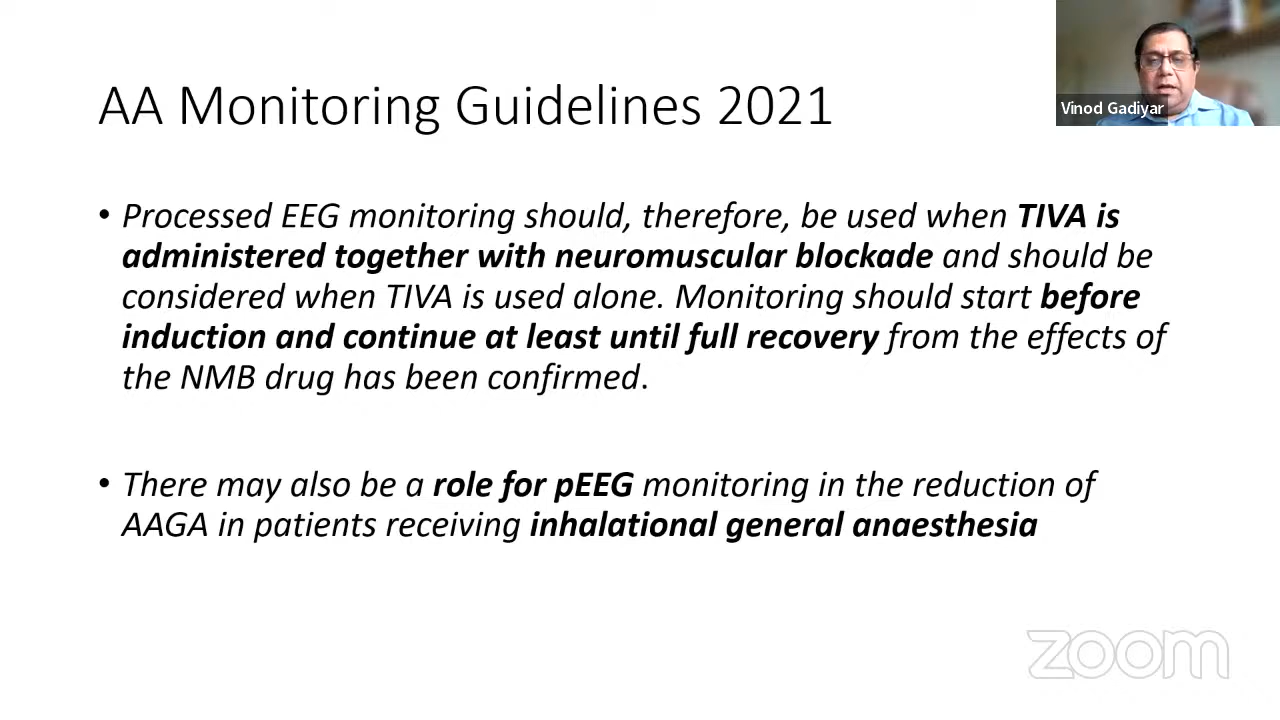 AA Monitoring Guidelines 2021
Vinod Gadiyar
• Processed EEG monitoring should, therefore, be used when TIVA is
administered together with neuromuscular blockade and should be
considered when TIVA is used alone. Monitoring should start before
induction and continue at least until full recovery from the effects of
the NMB drug has been confirmed.
• There may also be a role for pEEG monitoring in the reduction of
AAGA in patients receiving inhalational general anaesthesia
zoom